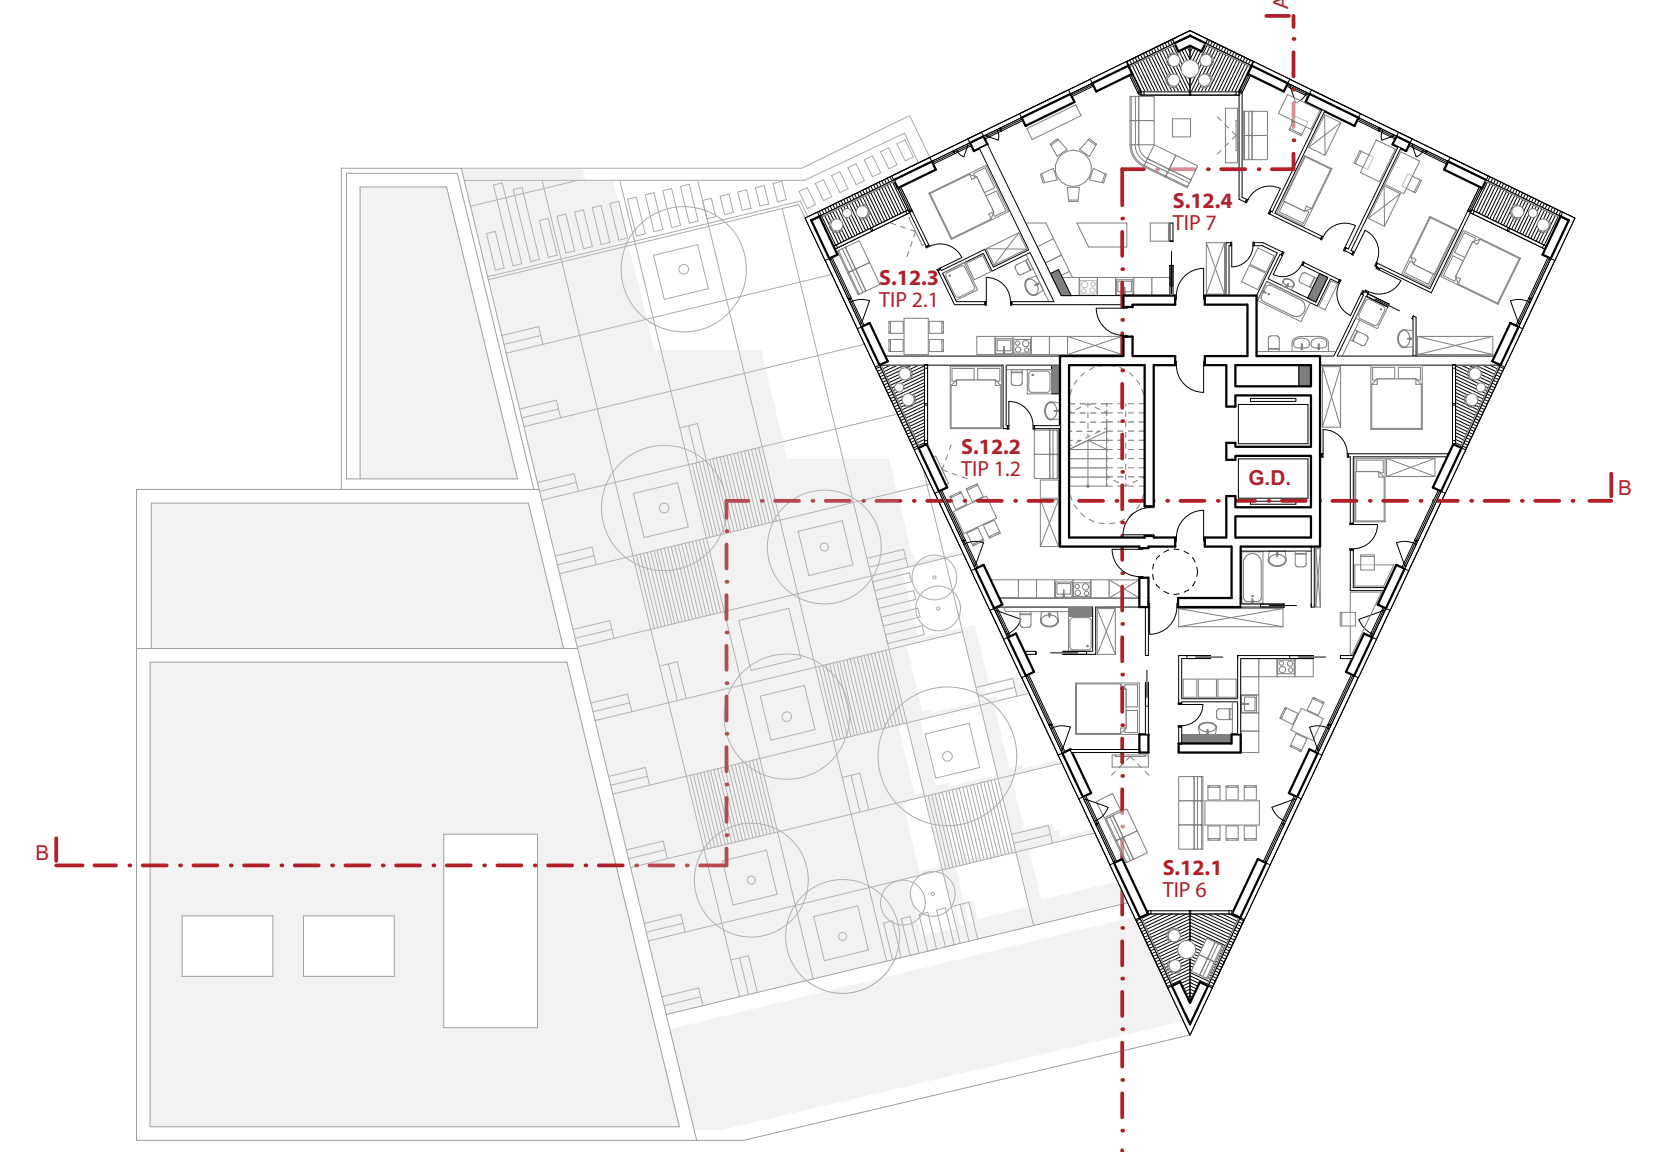 A
S.12.4
TIP 7
S.12.3
TIP 2.1
S.12.2
TIP 1.2
G.D.
B
B
S.12.1
TIP 6